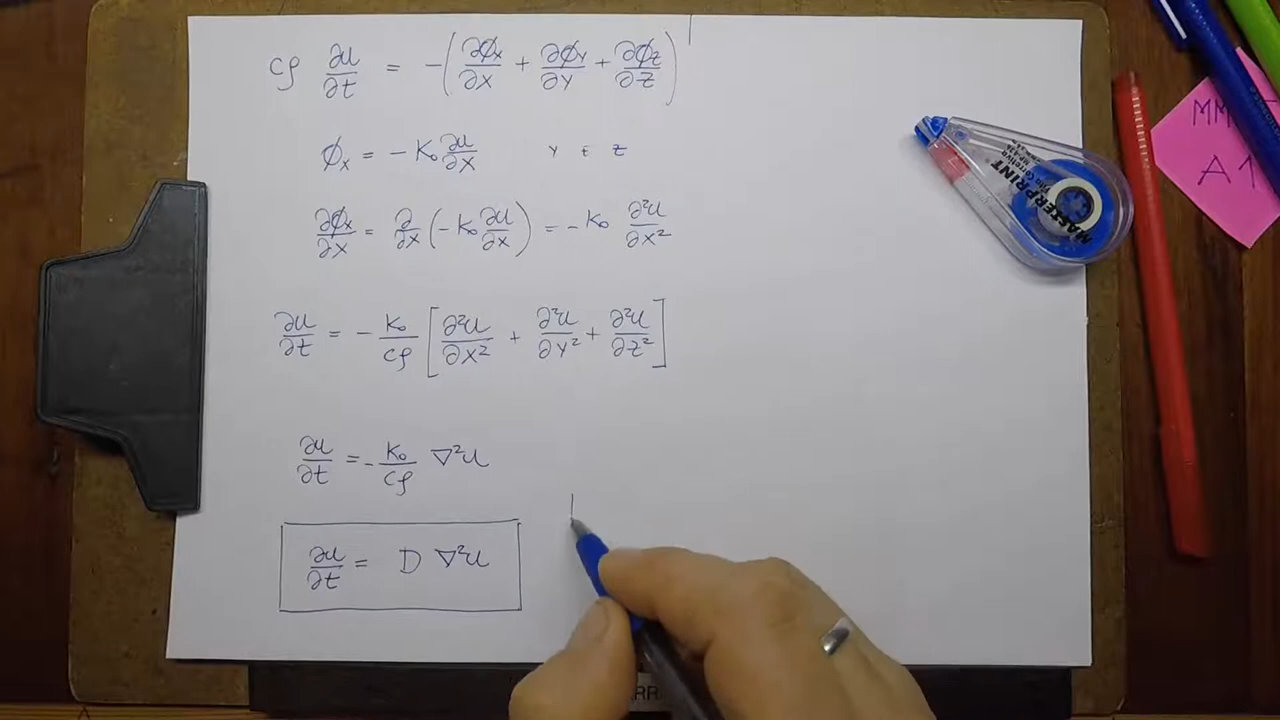 cρ ∂u/∂t = -(∂ϕx/∂x + ∂ϕy/∂y + ∂ϕz/∂z)
ϕx = -K₀ ∂u/∂x    y z z
∂ϕx/∂x = ∂/∂x (-K₀ ∂u/∂x) = -K₀ ∂²u/∂x²
∂u/∂t = - K₀/cρ [∂²u/∂x² + ∂²u/∂y² + ∂²u/∂z²]
∂u/∂t = - K₀/cρ ∇²u
∂u/∂t = D ∇²u
MASTERPRINT
A1